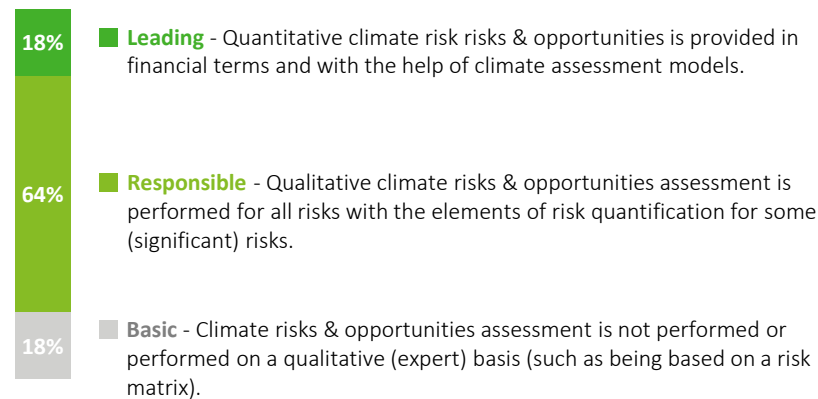 18%
Leading - Quantitative climate risk risks & opportunities is provided in
financial terms and with the help of climate assessment models.
64%
Responsible - Qualitative climate risks & opportunities assessment is
performed for all risks with the elements of risk quantification for some
(significant) risks.
18%
Basic - Climate risks & opportunities assessment is not performed or
performed on a qualitative (expert) basis (such as being based on a risk
matrix).